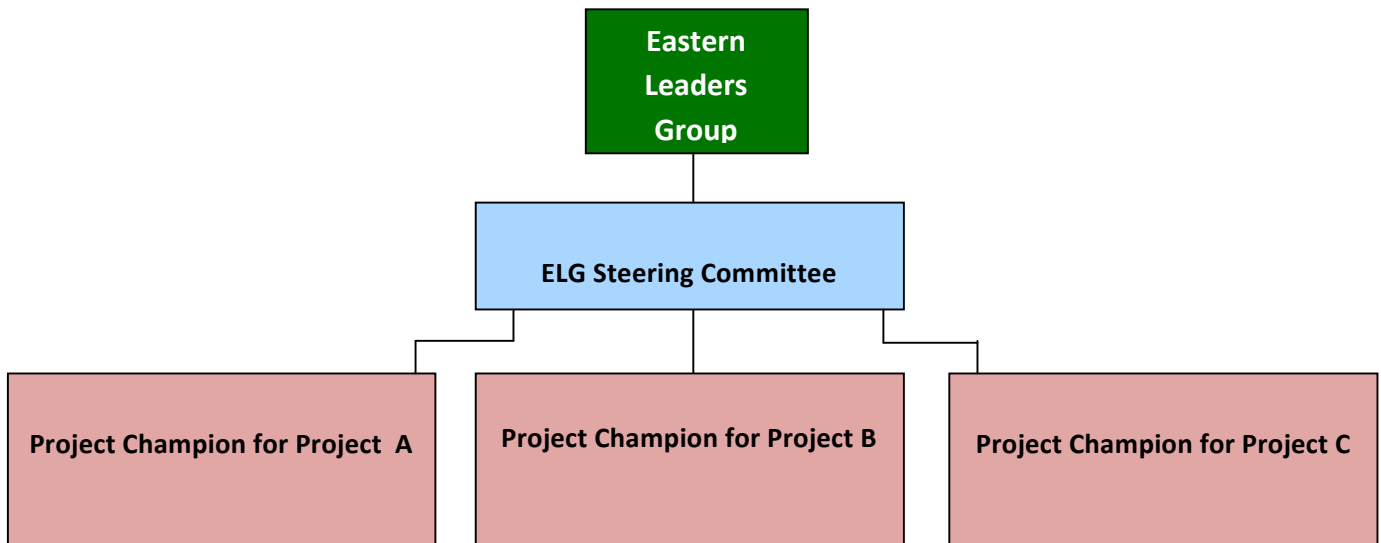 Eastern
Leaders
Group
ELG Steering Committee
Project Champion for Project A
Project Champion for Project B
Project Champion for Project C